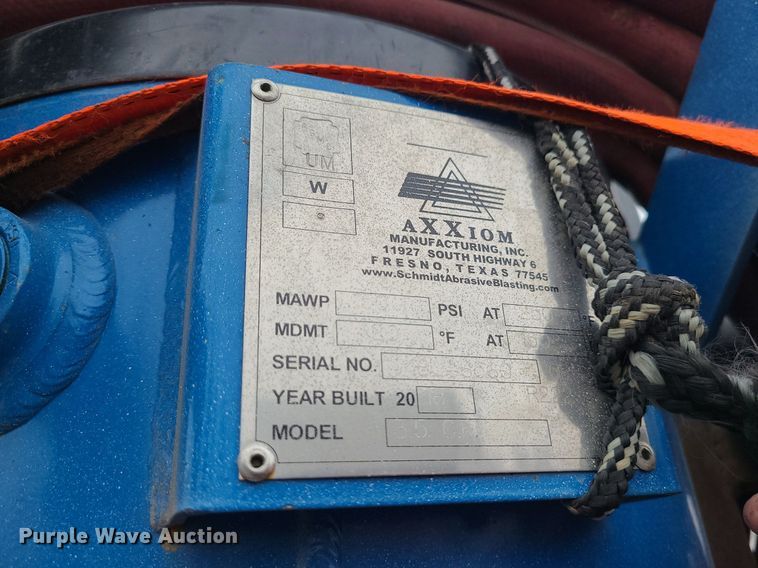 UM
W
AXXIOM
MANUFACTURING, INC.
11927 SOUTH HIGHWAY 6
FRESNO, TEXAS 77545
www.SchmidtAbrasiveBlasting.com
MAWP PSI AT °F
MDMT °F AT
SERIAL NO.
YEAR BUILT 20
MODEL
Purple Wave Auction